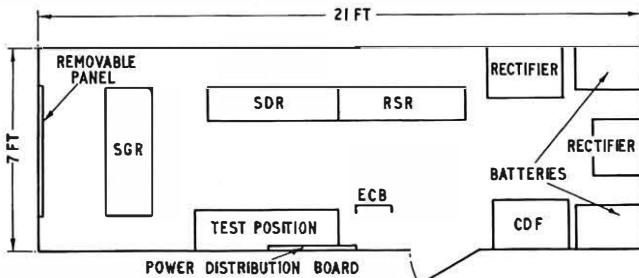 21 FT
REMOVABLE
PANEL
7 FT
SGR
SDR
RSR
RECTIFIER
RECTIFIER
BATTERIES
ECB
TEST POSITION
CDF
POWER DISTRIBUTION BOARD